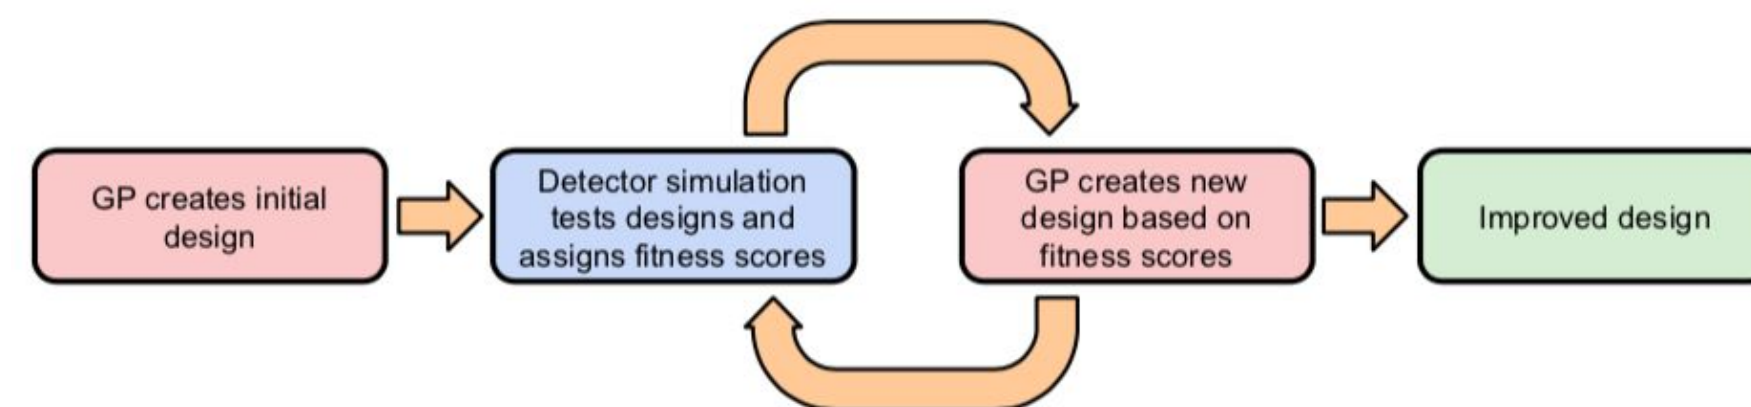 GP creates initial
design
Detector simulation
tests designs and
assigns fitness scores
GP creates new
design based on
fitness scores
Improved design